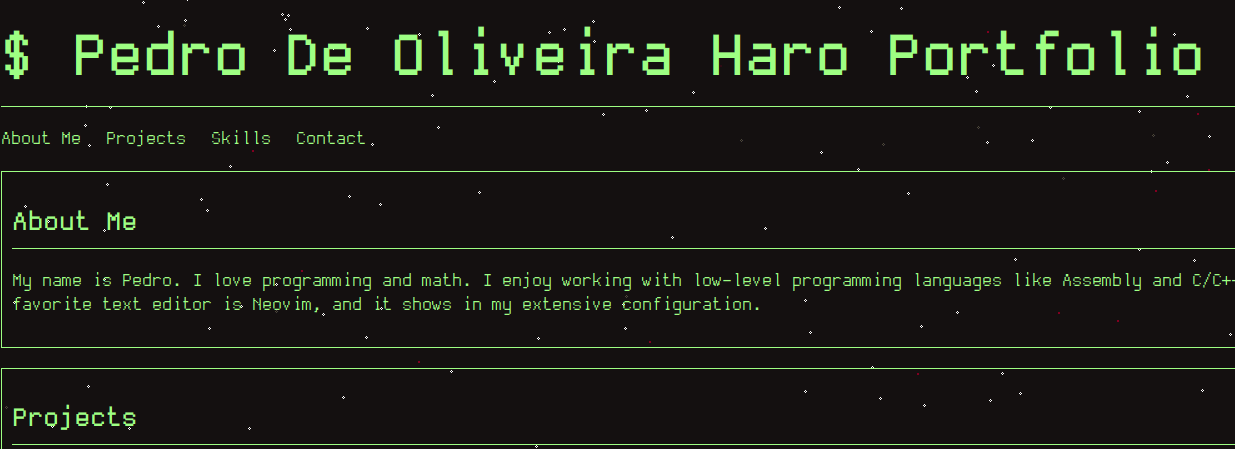 $ Pedro De Oliveira Haro Portfolio
About Me Projects Skills Contact
About Me
My name is Pedro. I love programming and math. I enjoy working with low-level programming languages like Assembly and C/C+
favorite text editor is Neovim, and it shows in my extensive configuration.
Projects